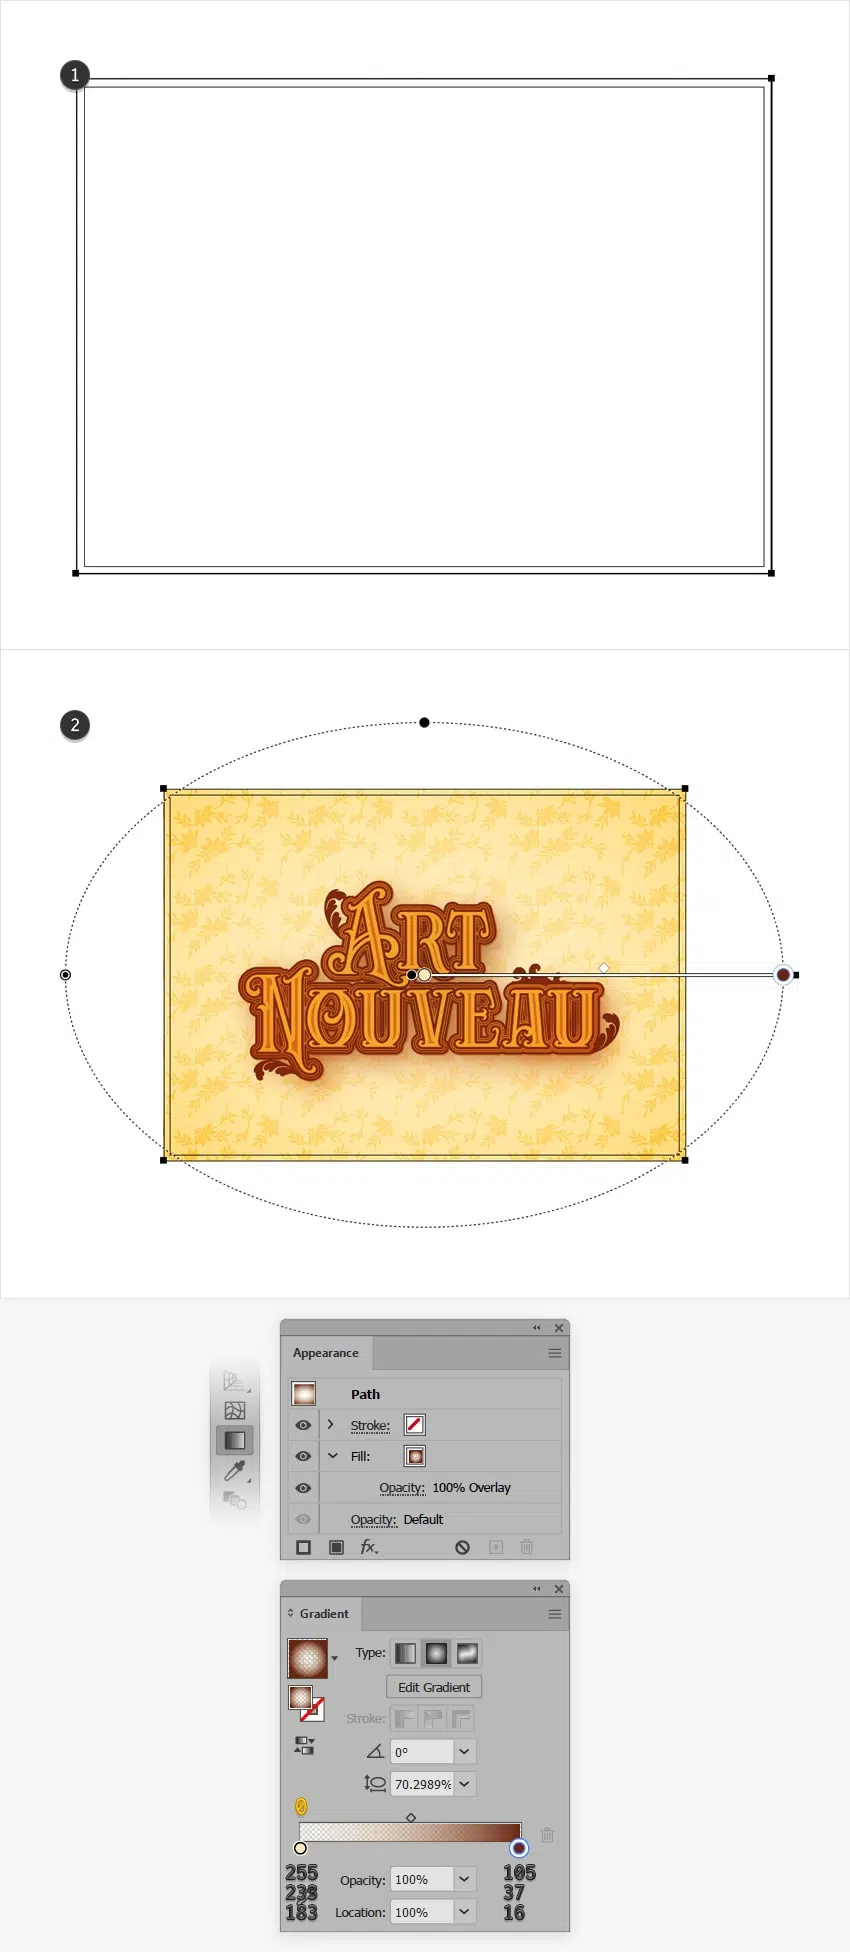 1
2
ART
NOUVEAU
Appearance
Path
Stroke:
Fill:
Opacity: 100% Overlay
Opacity: Default
fx
Gradient
Type:
Edit Gradient
Stroke:
0°
70.2989%
0
255
183
Opacity: 100%
Location: 100%
105
37
16